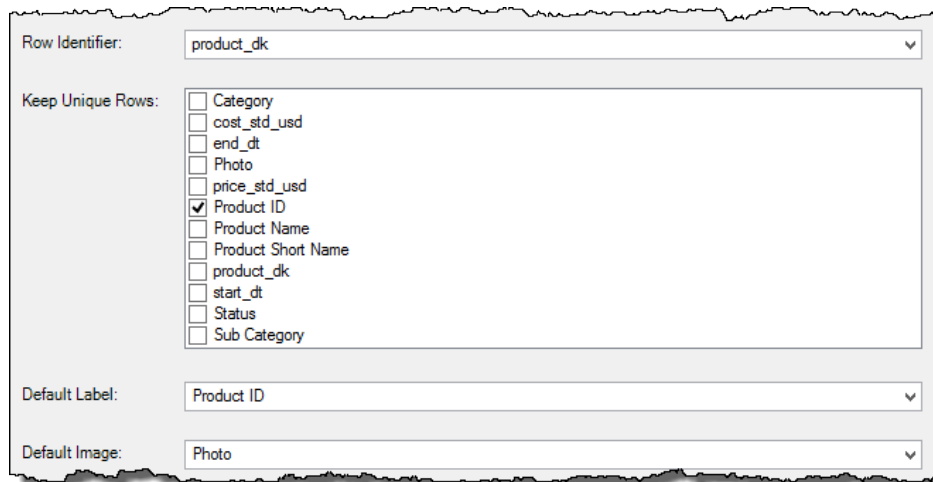 Row Identifier: product_dk
Keep Unique Rows: Category
cost_std_usd
end_dt
Photo
price_std_usd
Product ID
Product Name
Product Short Name
product_dk
start_dt
Status
Sub Category
Default Label: Product ID
Default Image: Photo